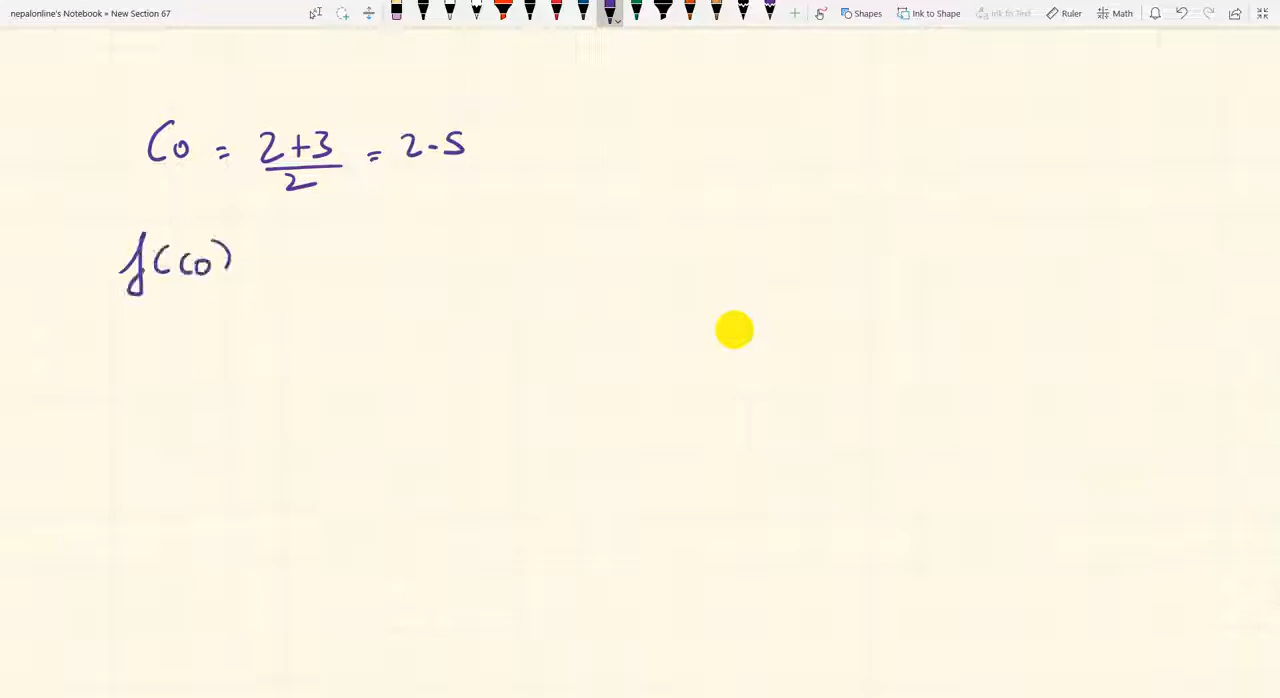 nepalonline's Notebook » New Section 67
Shapes Ink to Shape Ink to Text Ruler Math
C0 = 2+3/2 = 2.5
f(c0)